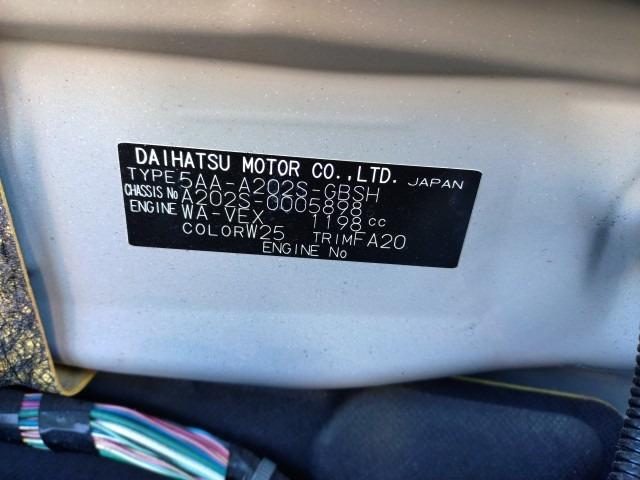 DAIHATSU MOTOR CO.,LTD. JAPAN
TYPE 5AA-A202S-GBSH
CHASSIS No A202S-0005898
ENGINE WA-VEX 1198 cc
COLOR W25 TRIM FA20
ENGINE No